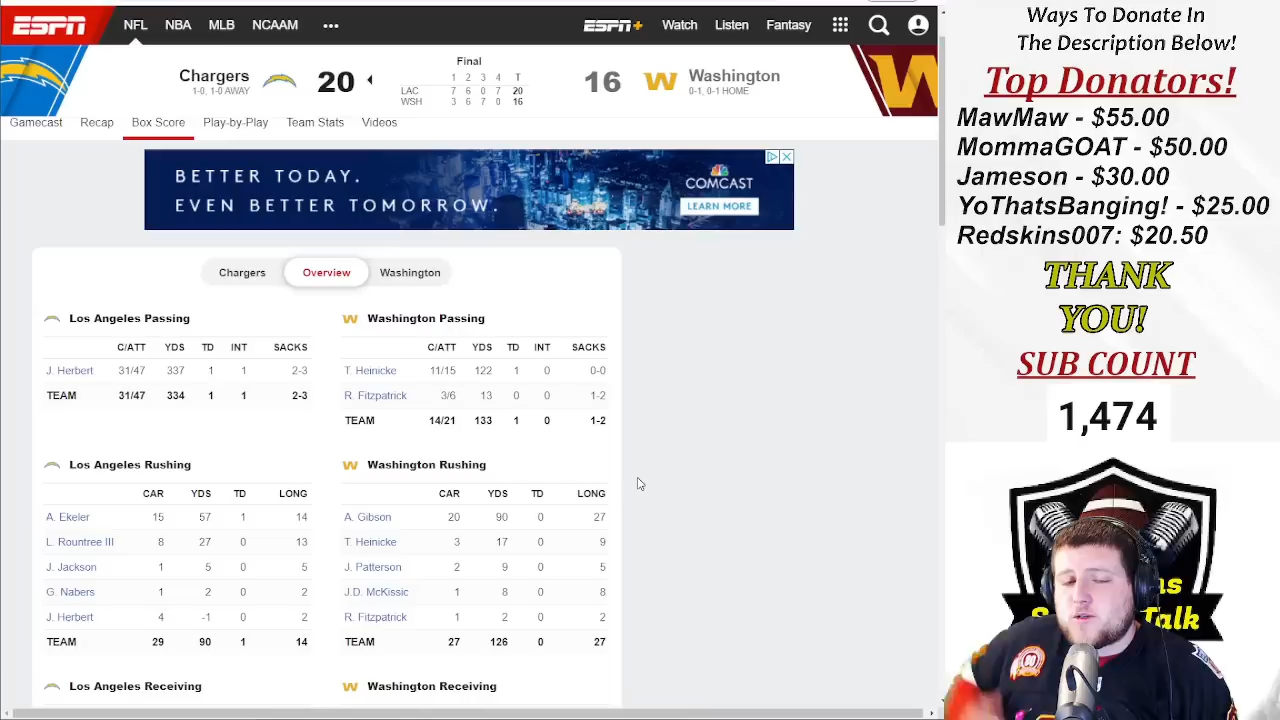 ESPN NFL NBA MLB NCAAM ••• ESPN+ Watch Listen Fantasy
Chargers 20
1-0, 1-0 AWAY
Final
1 2 3 4 T
LAC 7 6 0 7 20
WSH 3 6 7 0 16
16 W Washington
0-1, 0-1 HOME
Gamecast Recap Box Score Play-by-Play Team Stats Videos
BETTER TODAY.
EVEN BETTER TOMORROW.
COMCAST
LEARN MORE
Chargers Overview Washington
Los Angeles Passing
C/ATT YDS TD INT SACKS
J. Herbert 31/47 337 1 1 2-3
TEAM 31/47 334 1 1 2-3
W Washington Passing
C/ATT YDS TD INT SACKS
T. Heinicke 11/15 122 1 0 0-0
R. Fitzpatrick 3/6 13 0 0 1-2
TEAM 14/21 133 1 0 1-2
Los Angeles Rushing
CAR YDS TD LONG
A. Ekeler 15 57 1 14
L. Rountree III 8 27 0 13
J. Jackson 1 5 0 5
G. Nabers 1 2 0 2
J. Herbert 4 -1 0 2
TEAM 29 90 1 14
W Washington Rushing
CAR YDS TD LONG
A. Gibson 20 90 0 27
T. Heinicke 3 17 0 9
J. Patterson 2 9 0 5
J.D. McKissic 1 8 0 8
R. Fitzpatrick 1 2 0 2
TEAM 27 126 0 27
Los Angeles Receiving
W Washington Receiving
Ways To Donate In
The Description Below!
Top Donators!
MawMaw - $55.00
MommaGOAT - $50.00
Jameson - $30.00
YoThatsBanging! - $25.00
Redskins007: $20.50
THANK
YOU!
SUB COUNT
1,474